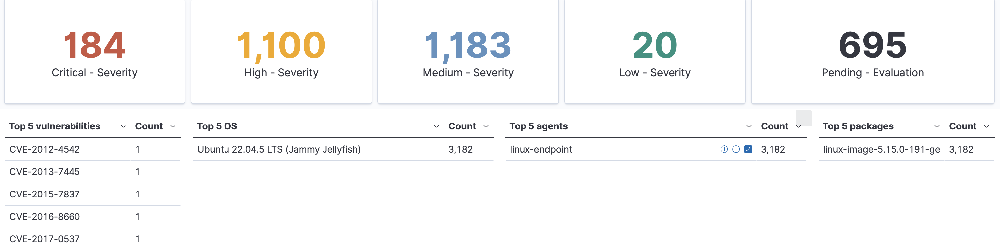 184
Critical - Severity
1,100
High - Severity
1,183
Medium - Severity
20
Low - Severity
695
Pending - Evaluation
Top 5 vulnerabilities Count
CVE-2012-4542 1
CVE-2013-7445 1
CVE-2015-7837 1
CVE-2016-8660 1
CVE-2017-0537 1
Top 5 OS Count
Ubuntu 22.04.5 LTS (Jammy Jellyfish) 3,182
Top 5 agents Count
linux-endpoint 3,182
Top 5 packages Count
linux-image-5.15.0-191-ge 3,182